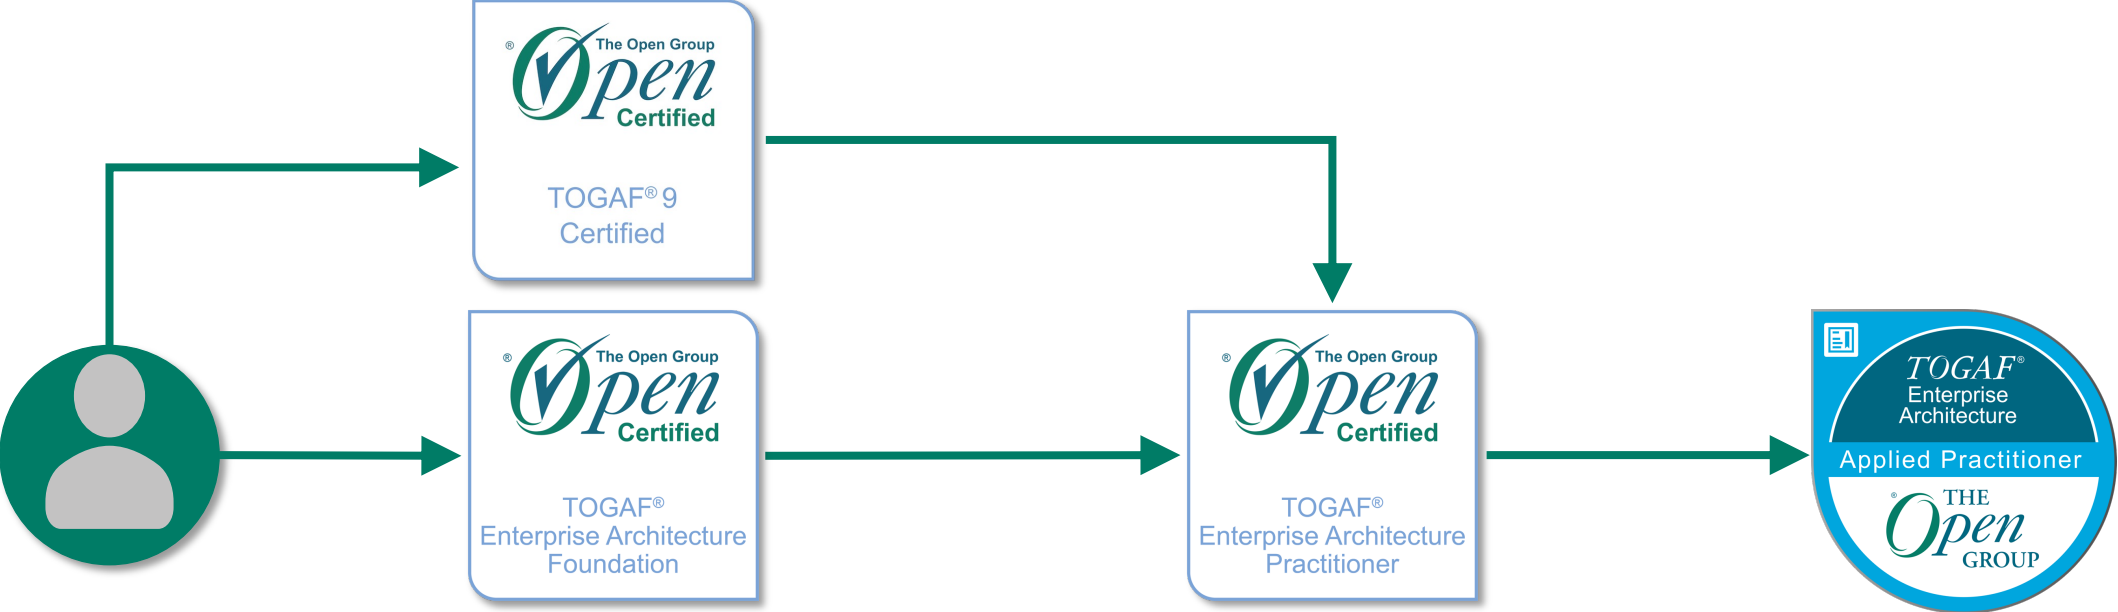 ® The Open Group
Open
Certified
TOGAF® 9
Certified
® The Open Group
Open
Certified
TOGAF®
Enterprise Architecture
Foundation
® The Open Group
Open
Certified
TOGAF®
Enterprise Architecture
Practitioner
TOGAF®
Enterprise
Architecture
Applied Practitioner
® THE
Open
GROUP